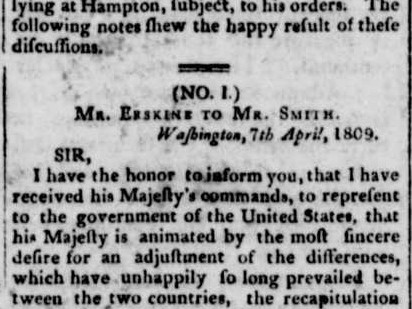 lying at Hampton, ſubject, to his orders. The
following notes ſhew the happy reſult of theſe
diſcuſſions.
(NO. I.)
MR. ERSKINE TO MR. SMITH.
Waſhington, 7th April, 1809.
SIR,
I have the honor to inform you, that I have
received his Majeſty's commands, to repreſent
to the government of the United States, that
his Majeſty is animated by the moſt ſincere
deſire for an adjuſtment of the differences,
which have unhappily ſo long prevailed be-
tween the two countries, the recapitulation